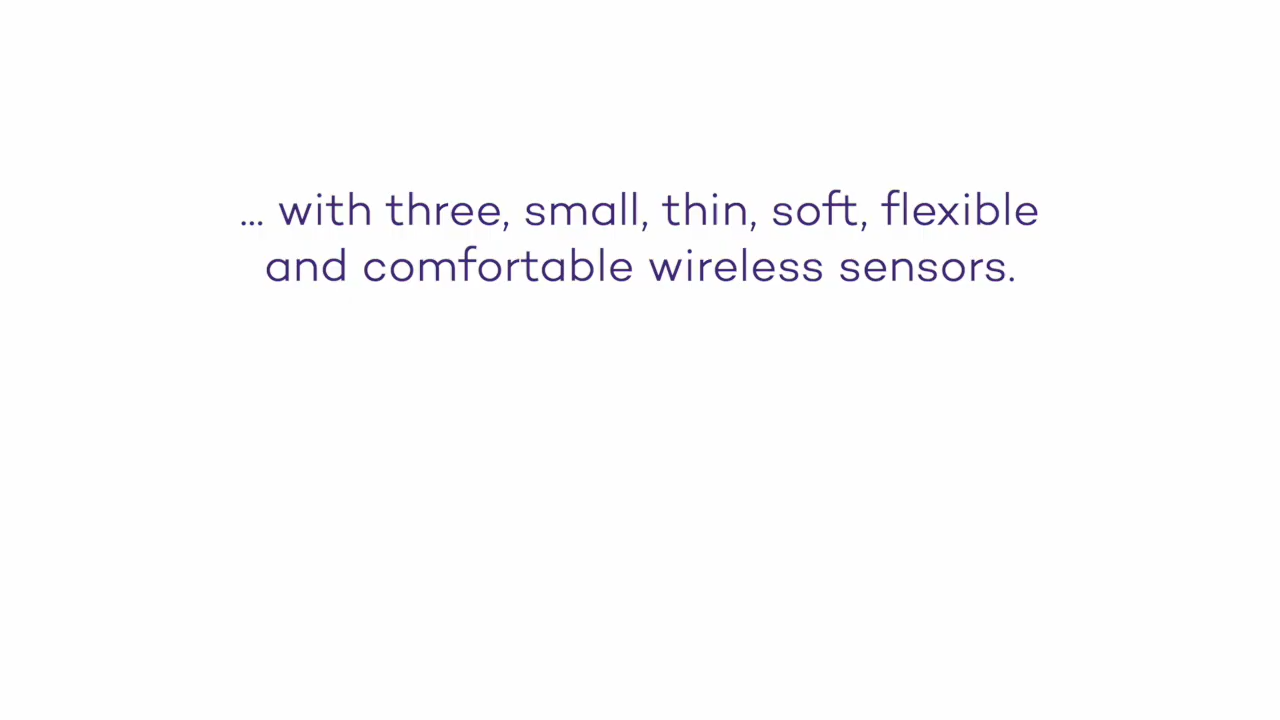 ... with three, small, thin, soft, flexible
and comfortable wireless sensors.